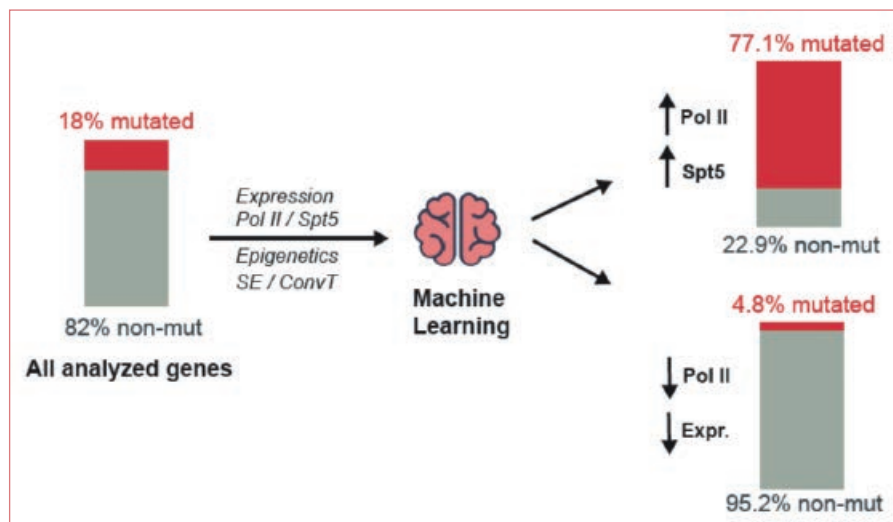 77.1% mutated
18% mutated
Pol II
Spt5
Expression
Pol II / Spt5
Epigenetics
SE / ConvT
22.9% non-mut
Machine
Learning
4.8% mutated
82% non-mut
All analyzed genes
Pol II
Expr.
95.2% non-mut